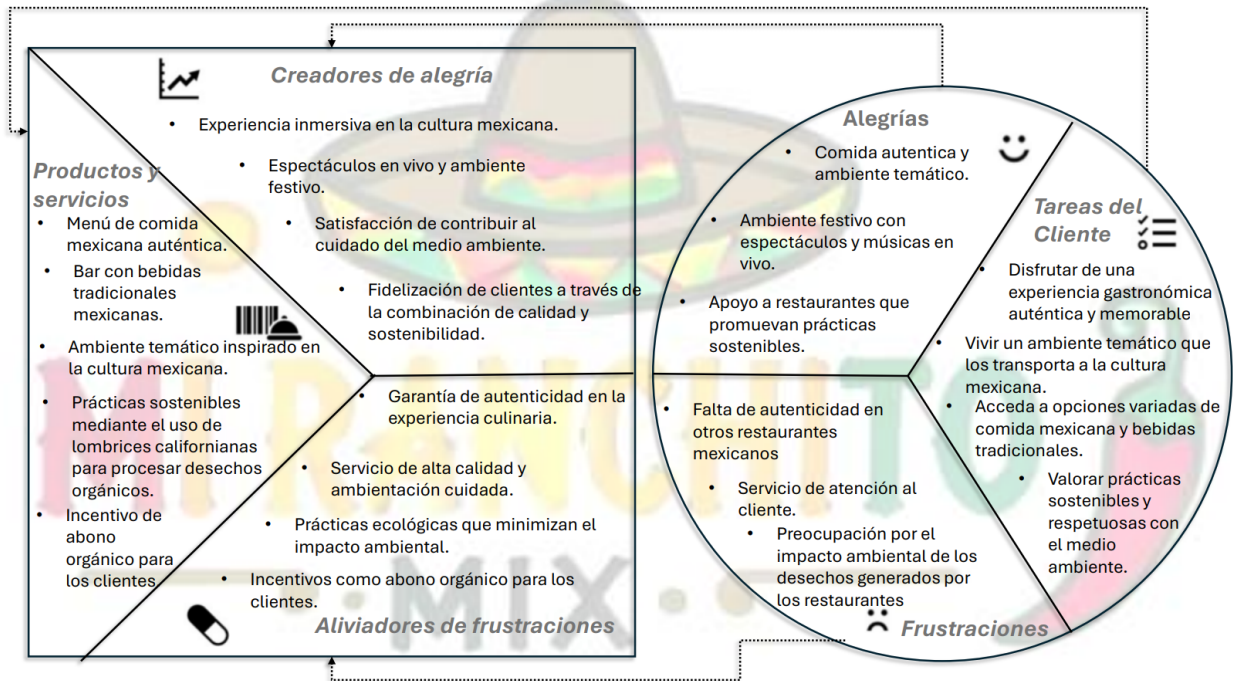 Creadores de alegría
• Experiencia inmersiva en la cultura mexicana.
• Espectáculos en vivo y ambiente
festivo.
• Satisfacción de contribuir al
cuidado del medio ambiente.
• Fidelización de clientes a través de
la combinación de calidad y
sostenibilidad.
Productos y
servicios
• Menú de comida
mexicana auténtica.
• Bar con bebidas
tradicionales
mexicanas.
• Ambiente temático inspirado en
la cultura mexicana.
• Prácticas sostenibles
mediante el uso de
lombrices californianas
para procesar desechos
orgánicos.
• Incentivo de
abono
orgánico para
los clientes
• Garantía de autenticidad en la
experiencia culinaria.
• Servicio de alta calidad y
ambientación cuidada.
• Prácticas ecológicas que minimizan el
impacto ambiental.
• Incentivos como abono orgánico para los
clientes.
Aliviadores de frustraciones
Alegrías
• Comida autentica y
ambiente temático.
• Ambiente festivo con
espectáculos y músicas en
vivo.
• Apoyo a restaurantes que
promuevan prácticas
sostenibles.
Tareas del
Cliente
• Disfrutar de una
experiencia gastronómica
auténtica y memorable
• Vivir un ambiente temático que
los transporta a la cultura
mexicana.
• Acceda a opciones variadas de
comida mexicana y bebidas
tradicionales.
• Valorar prácticas
sostenibles y
respetuosas con
el medio
ambiente.
• Falta de autenticidad en
otros restaurantes
mexicanos
• Servicio de atención al
cliente.
• Preocupación por el
impacto ambiental de los
desechos generados por
los restaurantes
Frustraciones
MI RANCHITO
MIX